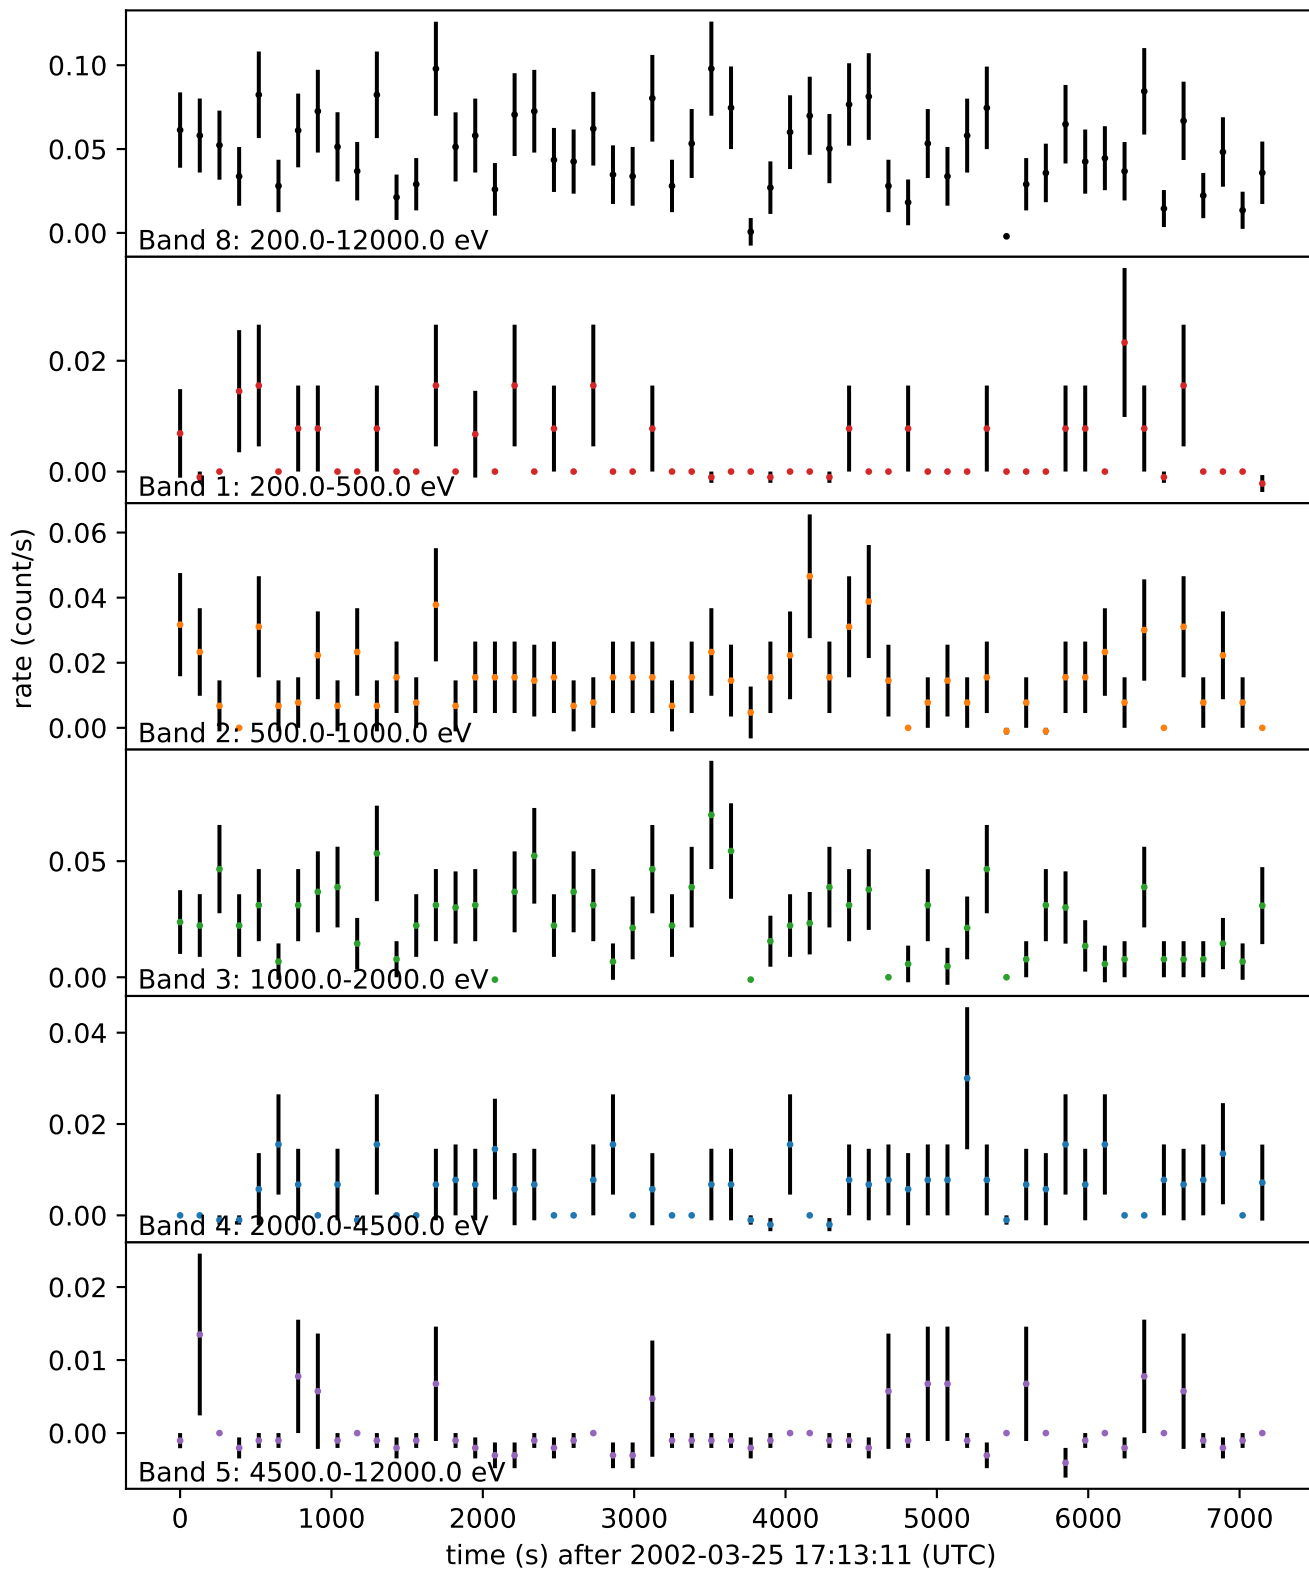 0.10
0.05
0.00
Band 8: 200.0-12000.0 eV
0.02
0.00
Band 1: 200.0-500.0 eV
rate (count/s)
0.06
0.04
0.02
0.00
Band 2: 500.0-1000.0 eV
0.05
0.00
Band 3: 1000.0-2000.0 eV
0.04
0.02
0.00
Band 4: 2000.0-4500.0 eV
0.02
0.01
0.00
Band 5: 4500.0-12000.0 eV
0 1000 2000 3000 4000 5000 6000 7000
time (s) after 2002-03-25 17:13:11 (UTC)